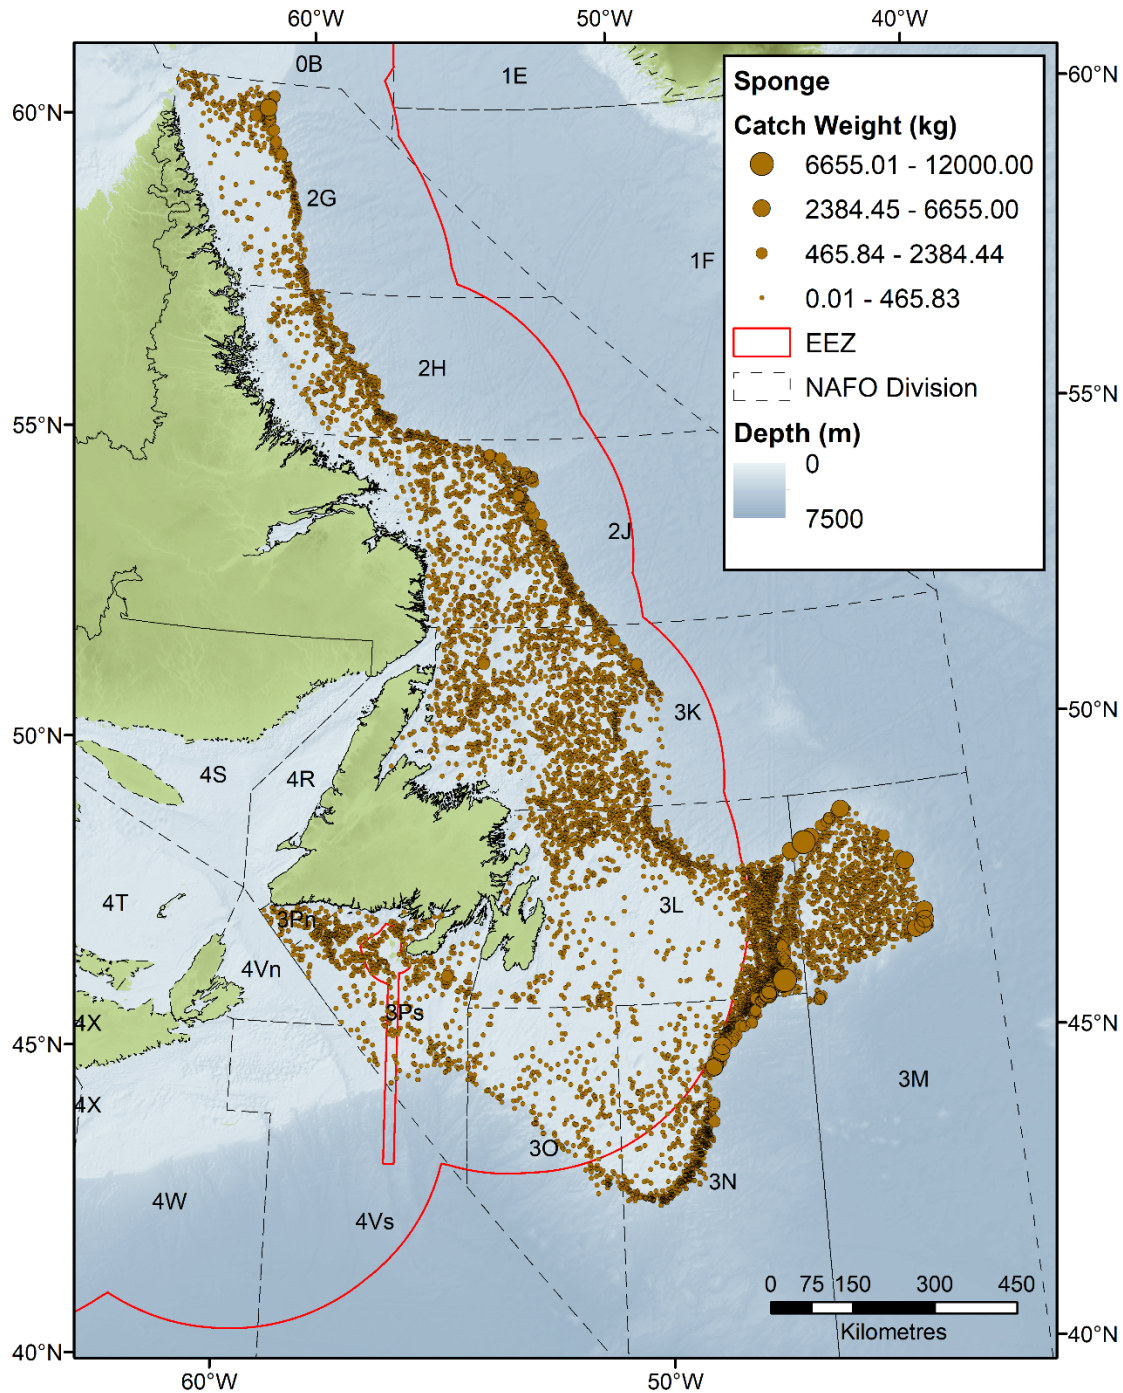 60°W 50°W 40°W
0B
1E
Sponge
60°N
60°N
Catch Weight (kg)
6655.01 - 12000.00
2G
2384.45 - 6655.00
1F
465.84 - 2384.44
0.01 - 465.83
EEZ
2H
NAFO Division
55°N
55°N
Depth (m)
0
7500
2J
50°N
3K
50°N
4S
4R
4T
3L
3Pn
4Vn
3Ps
4X
45°N
45°N
3M
4X
3O
3N
4W
4Vs
0 75 150 300 450
Kilometres
40°N
40°N
60°W 50°W